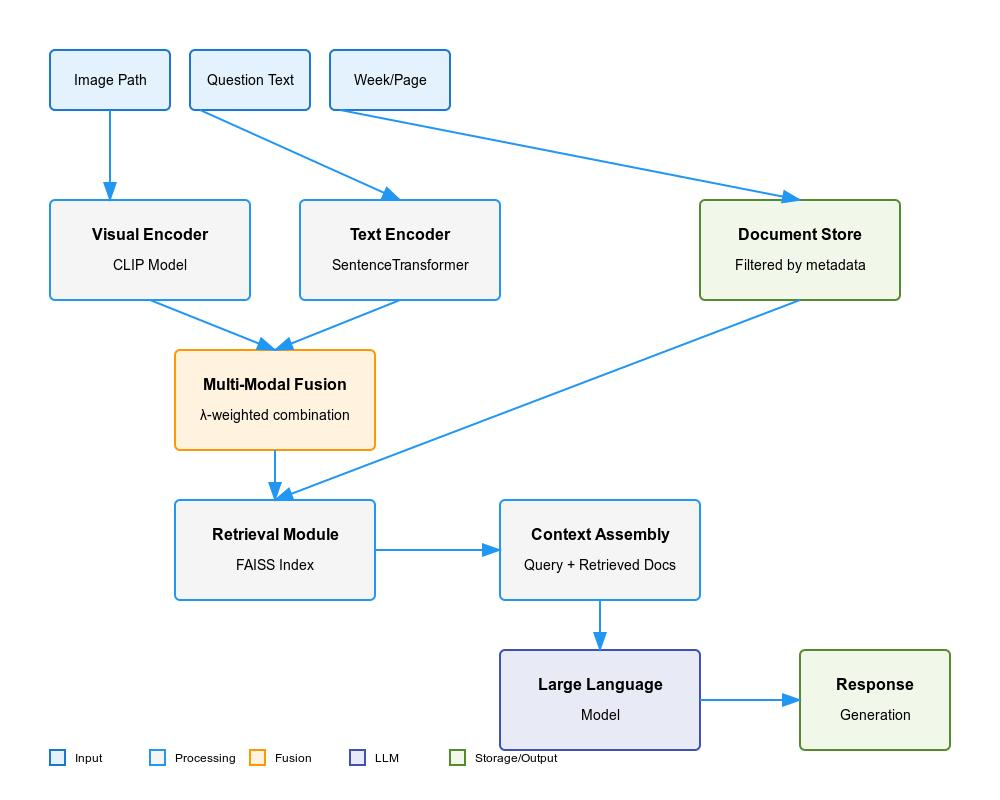 Image Path
Question Text
Week/Page
Visual Encoder
CLIP Model
Text Encoder
SentenceTransformer
Document Store
Filtered by metadata
Multi-Modal Fusion
λ-weighted combination
Retrieval Module
FAISS Index
Context Assembly
Query + Retrieved Docs
Large Language
Model
Response
Generation
Input
Processing
Fusion
LLM
Storage/Output